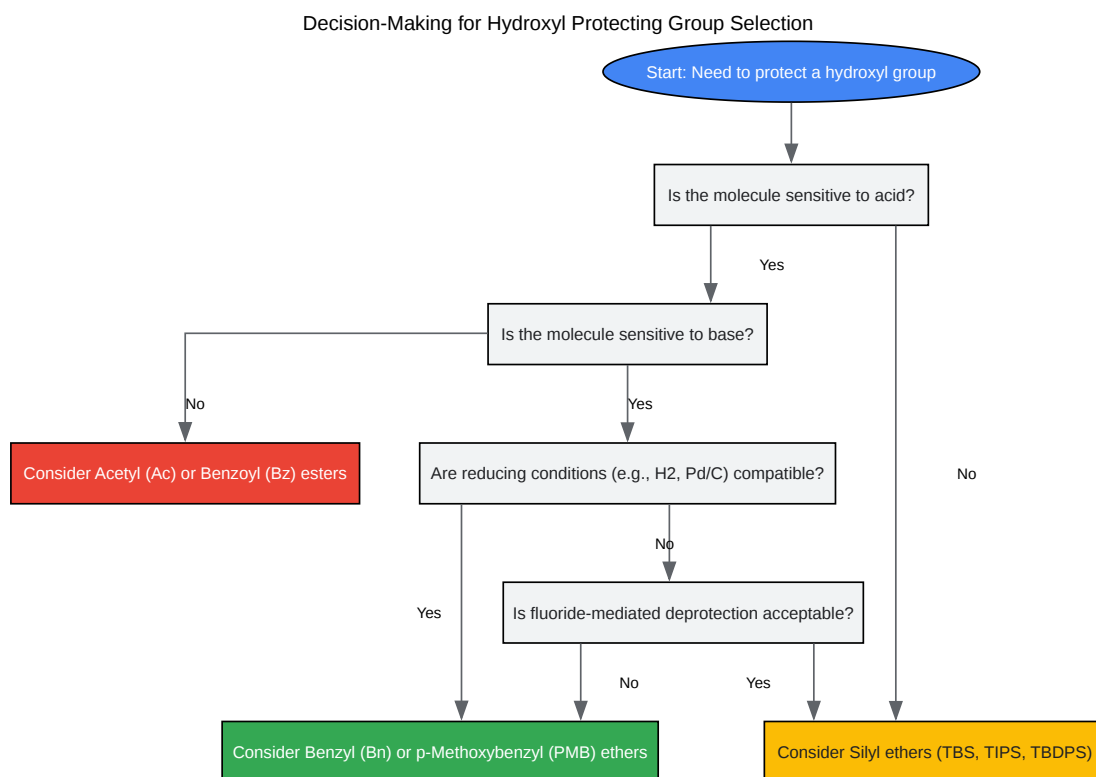 Decision-Making for Hydroxyl Protecting Group Selection
Start: Need to protect a hydroxyl group
Is the molecule sensitive to acid?
Yes
Is the molecule sensitive to base?
No
Yes
Consider Acetyl (Ac) or Benzoyl (Bz) esters
Are reducing conditions (e.g., H2, Pd/C) compatible?
No
No
Is fluoride-mediated deprotection acceptable?
Yes
No
Yes
Consider Benzyl (Bn) or p-Methoxybenzyl (PMB) ethers
Consider Silyl ethers (TBS, TIPS, TBDPS)